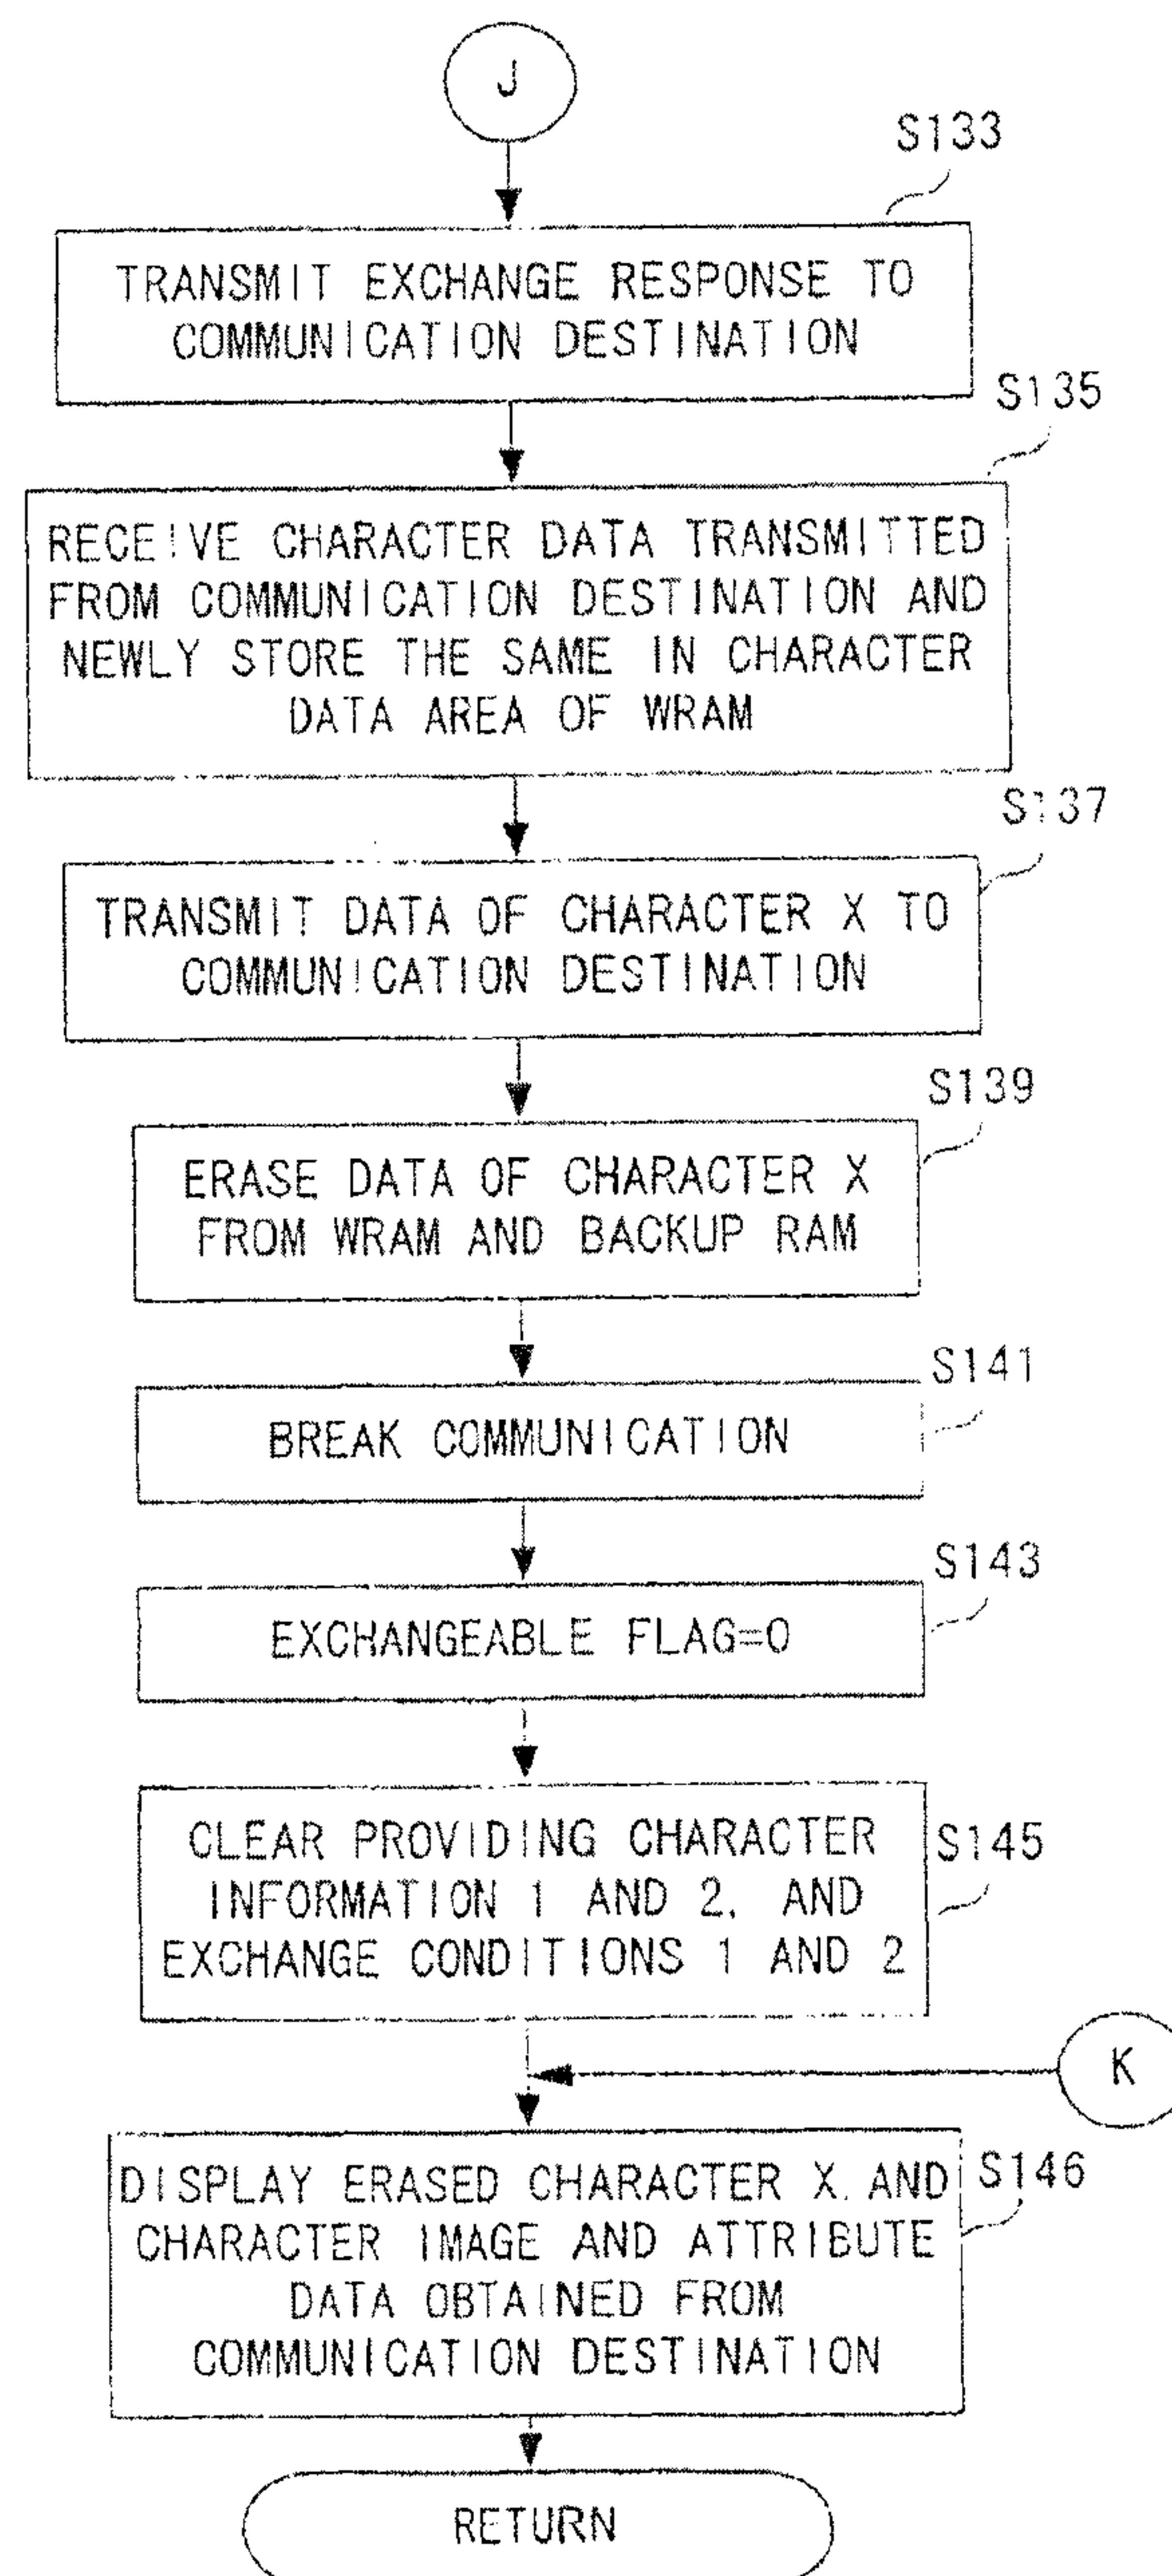 J
S133
TRANSMIT EXCHANGE RESPONSE TO
COMMUNICATION DESTINATION
S135
RECEIVE CHARACTER DATA TRANSMITTED
FROM COMMUNICATION DESTINATION AND
NEWLY STORE THE SAME IN CHARACTER
DATA AREA OF WRAM
S137
TRANSMIT DATA OF CHARACTER X TO
COMMUNICATION DESTINATION
S139
ERASE DATA OF CHARACTER X
FROM WRAM AND BACKUP RAM
S141
BREAK COMMUNICATION
S143
EXCHANGEABLE FLAG=0
S145
CLEAR PROVIDING CHARACTER
INFORMATION 1 AND 2, AND
EXCHANGE CONDITIONS 1 AND 2
K
S146
DISPLAY ERASED CHARACTER X, AND
CHARACTER IMAGE AND ATTRIBUTE
DATA OBTAINED FROM
COMMUNICATION DESTINATION
RETURN